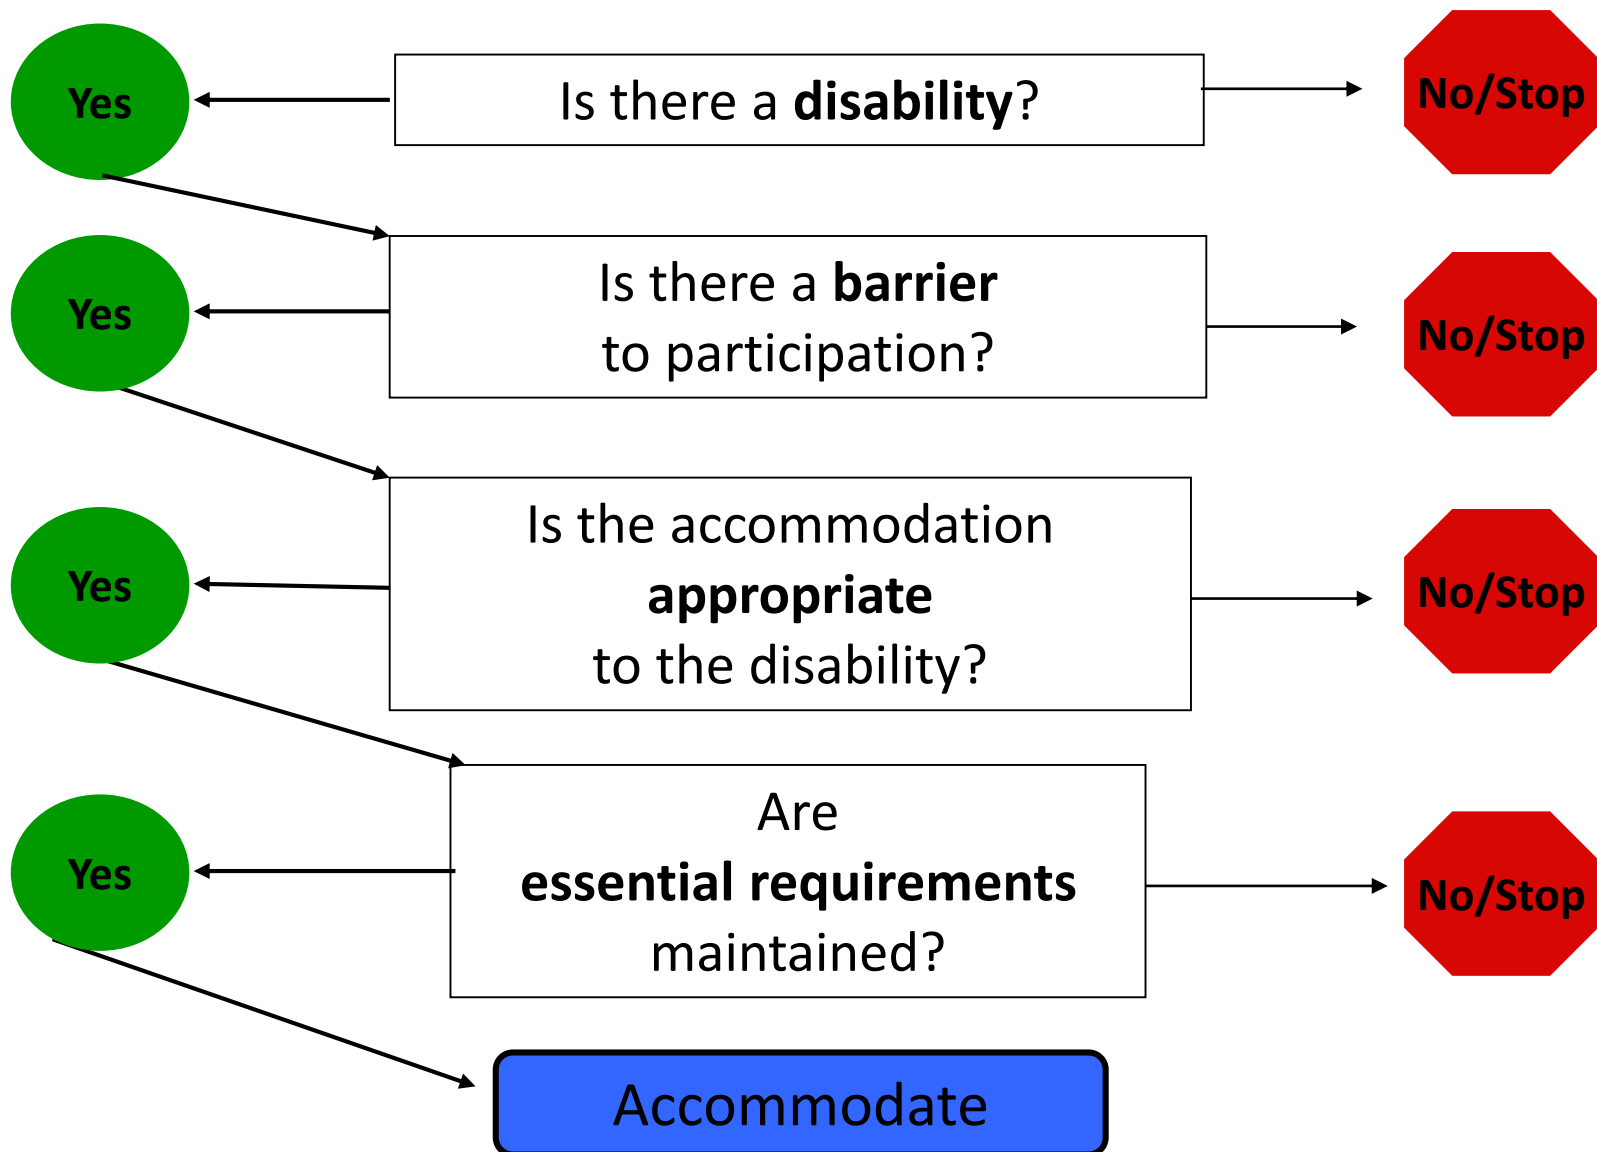 Yes
Is there a disability?
No/Stop
Yes
Is there a barrier
to participation?
No/Stop
Yes
Is the accommodation
appropriate
to the disability?
No/Stop
Yes
Are
essential requirements
maintained?
No/Stop
Accommodate